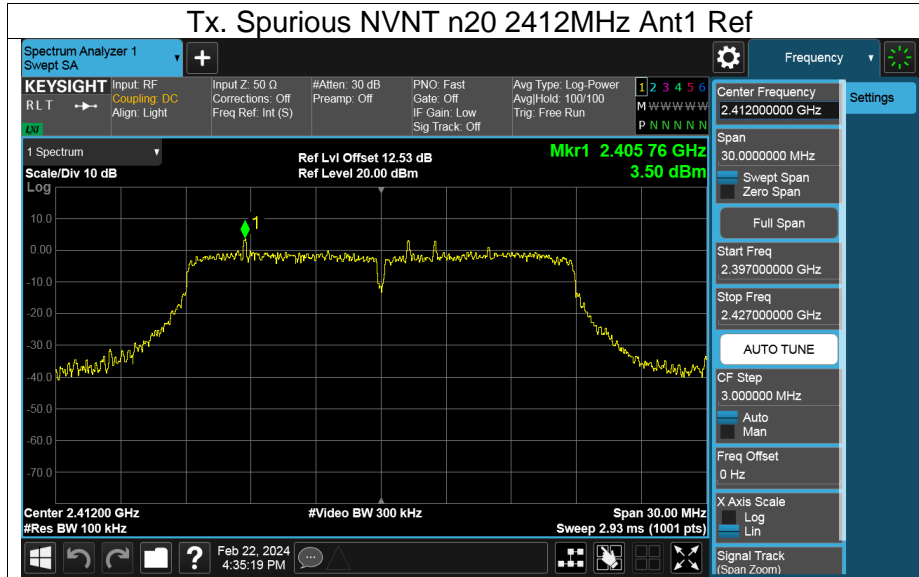 Tx. Spurious NVNT n20 2412MHz Ant1 Ref
Spectrum Analyzer 1
Swept SA
+
Frequency
KEYSIGHT
RLT
LXI
Input: RF
Coupling: DC
Align: Light
Input Z: 50 Ω
Corrections: Off
Freq Ref: Int (S)
#Atten: 30 dB
Preamp: Off
PNO: Fast
Gate: Off
IF Gain: Low
Sig Track: Off
Avg Type: Log-Power
Avg|Hold: 100/100
Trig: Free Run
1 2 3 4 5 6
M W W W W W
P N N N N N
Settings
Center Frequency
2.412000000 GHz
Span
30.0000000 MHz
Swept Span
Zero Span
Full Span
Start Freq
2.397000000 GHz
Stop Freq
2.427000000 GHz
AUTO TUNE
CF Step
3.000000 MHz
Auto
Man
Freq Offset
0 Hz
X Axis Scale
Log
Lin
Signal Track
(Span Zoom)
1 Spectrum
Scale/Div 10 dB
Ref Lvl Offset 12.53 dB
Ref Level 20.00 dBm
Mkr1 2.405 76 GHz
3.50 dBm
Log
10.0
0.00
-10.0
-20.0
-30.0
-40.0
-50.0
-60.0
-70.0
1
Center 2.41200 GHz
#Res BW 100 kHz
#Video BW 300 kHz
Span 30.00 MHz
Sweep 2.93 ms (1001 pts)
?
Feb 22, 2024
4:35:19 PM